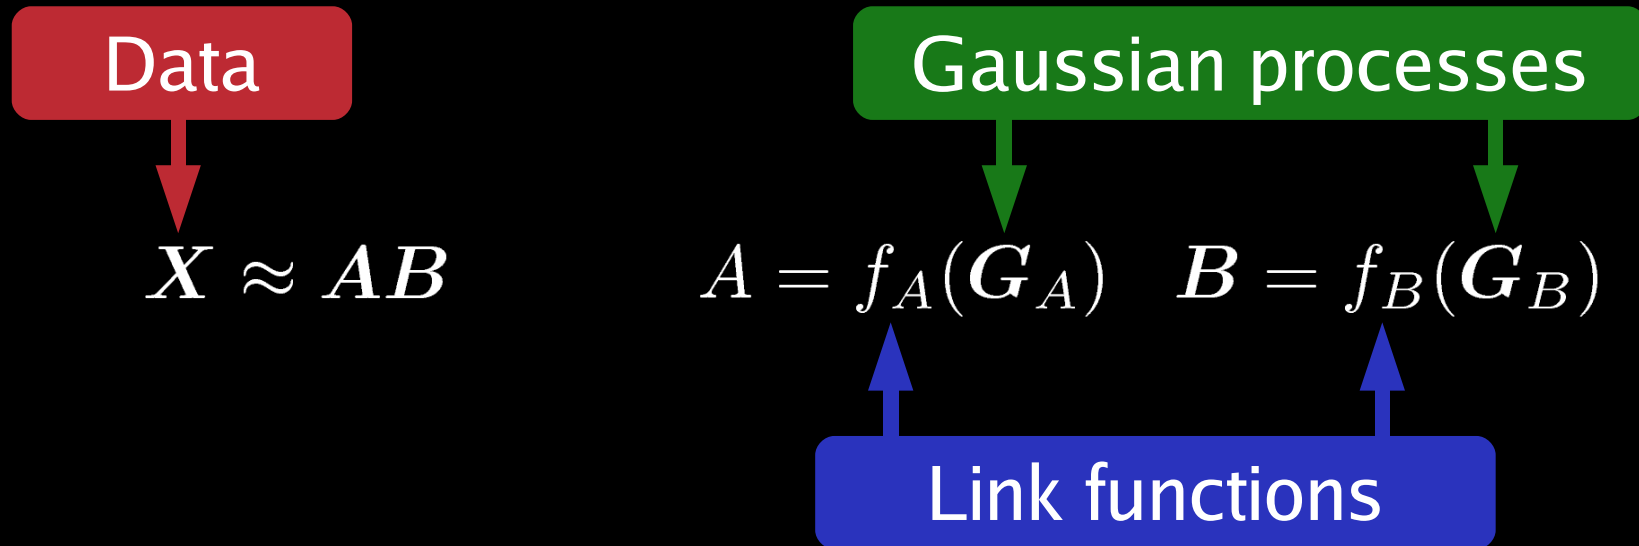 Data
Gaussian processes
X ≈ AB
A = f_A(G_A) B = f_B(G_B)
Link functions